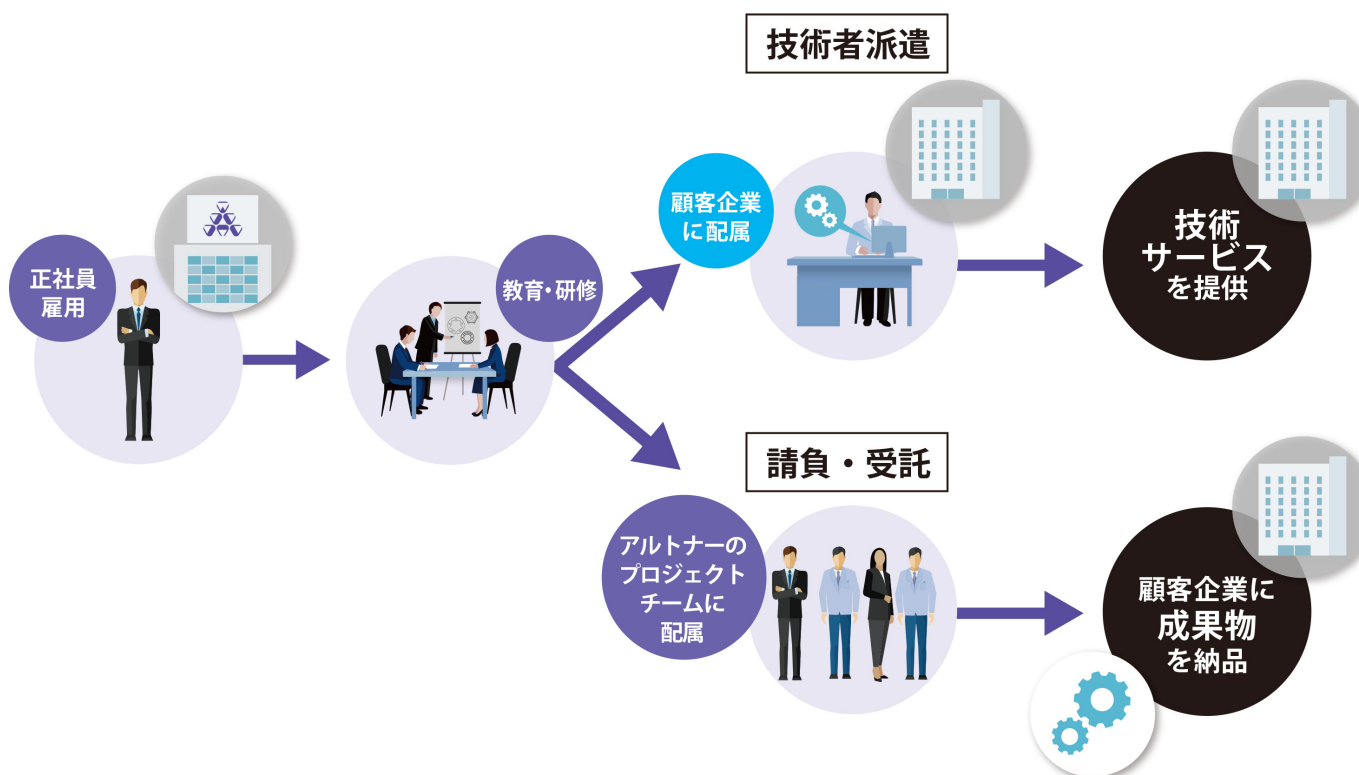 技術者派遣
正社員
雇用
教育・研修
顧客企業
に配属
技術
サービス
を提供
請負・受託
アルトナーの
プロジェクト
チームに
配属
顧客企業に
成果物
を納品